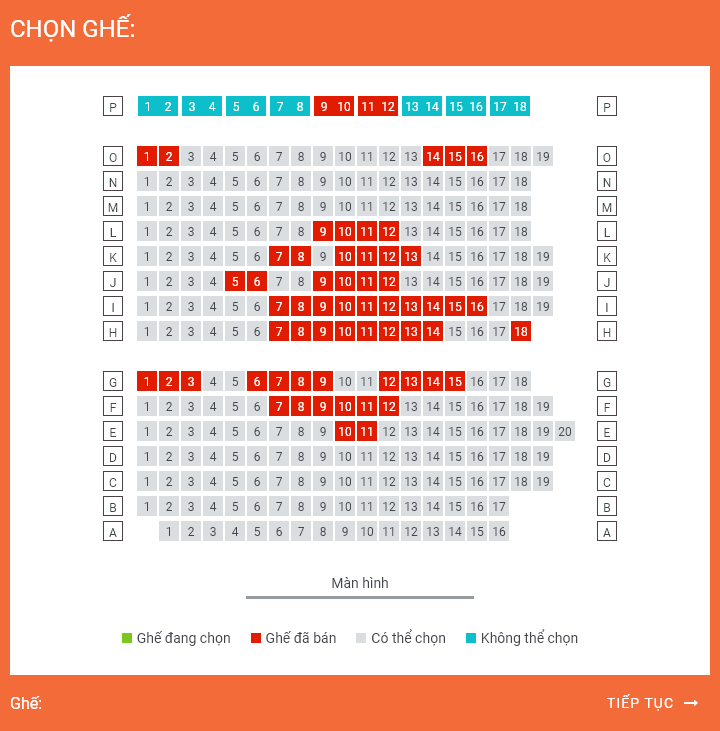 CHỌN GHẾ:
P 1 2 3 4 5 6 7 8 9 10 11 12 13 14 15 16 17 18 P
O 1 2 3 4 5 6 7 8 9 10 11 12 13 14 15 16 17 18 19 O
N 1 2 3 4 5 6 7 8 9 10 11 12 13 14 15 16 17 18 N
M 1 2 3 4 5 6 7 8 9 10 11 12 13 14 15 16 17 18 M
L 1 2 3 4 5 6 7 8 9 10 11 12 13 14 15 16 17 18 L
K 1 2 3 4 5 6 7 8 9 10 11 12 13 14 15 16 17 18 19 K
J 1 2 3 4 5 6 7 8 9 10 11 12 13 14 15 16 17 18 19 J
I 1 2 3 4 5 6 7 8 9 10 11 12 13 14 15 16 17 18 19 I
H 1 2 3 4 5 6 7 8 9 10 11 12 13 14 15 16 17 18 H
G 1 2 3 4 5 6 7 8 9 10 11 12 13 14 15 16 17 18 G
F 1 2 3 4 5 6 7 8 9 10 11 12 13 14 15 16 17 18 19 F
E 1 2 3 4 5 6 7 8 9 10 11 12 13 14 15 16 17 18 19 20 E
D 1 2 3 4 5 6 7 8 9 10 11 12 13 14 15 16 17 18 19 D
C 1 2 3 4 5 6 7 8 9 10 11 12 13 14 15 16 17 18 19 C
B 1 2 3 4 5 6 7 8 9 10 11 12 13 14 15 16 17 B
A 1 2 3 4 5 6 7 8 9 10 11 12 13 14 15 16 A
Màn hình
Ghế đang chọn Ghế đã bán Có thể chọn Không thể chọn
Ghế: TIẾP TỤC